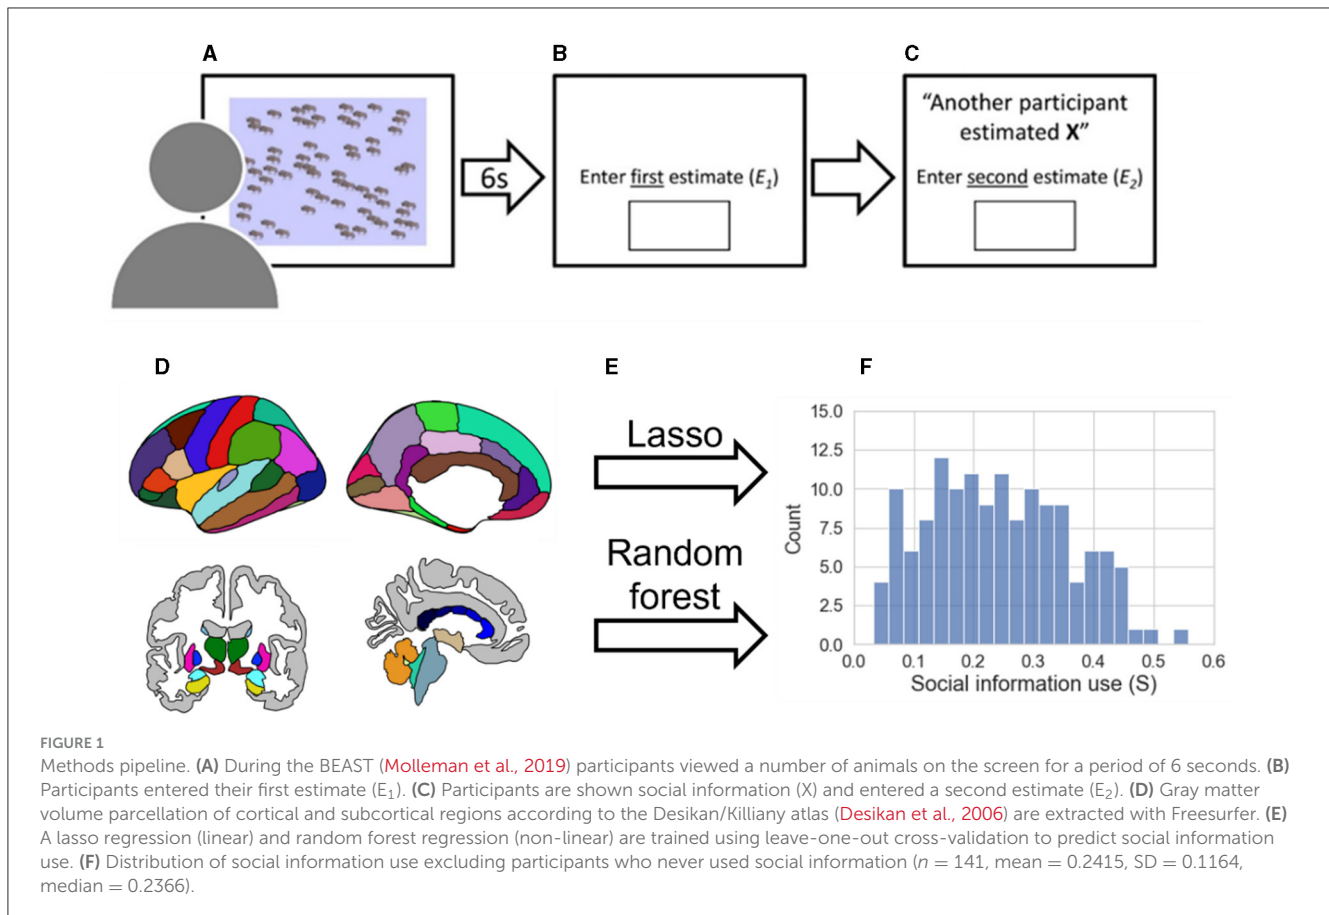 A
B
C
6s
Enter first estimate (E₁)
“Another participant
estimated X”
Enter second estimate (E₂)
D
E
F
Lasso
Random
forest
15.0
12.5
10.0
7.5
5.0
2.5
0.0
Count
0.0 0.1 0.2 0.3 0.4 0.5 0.6
Social information use (S)
FIGURE 1
Methods pipeline. (A) During the BEAST (Molleman et al., 2019) participants viewed a number of animals on the screen for a period of 6 seconds. (B)
Participants entered their first estimate (E₁). (C) Participants are shown social information (X) and entered a second estimate (E₂). (D) Gray matter
volume parcellation of cortical and subcortical regions according to the Desikan/Killiany atlas (Desikan et al., 2006) are extracted with Freesurfer. (E)
A lasso regression (linear) and random forest regression (non-linear) are trained using leave-one-out cross-validation to predict social information
use. (F) Distribution of social information use excluding participants who never used social information (n = 141, mean = 0.2415, SD = 0.1164,
median = 0.2366).